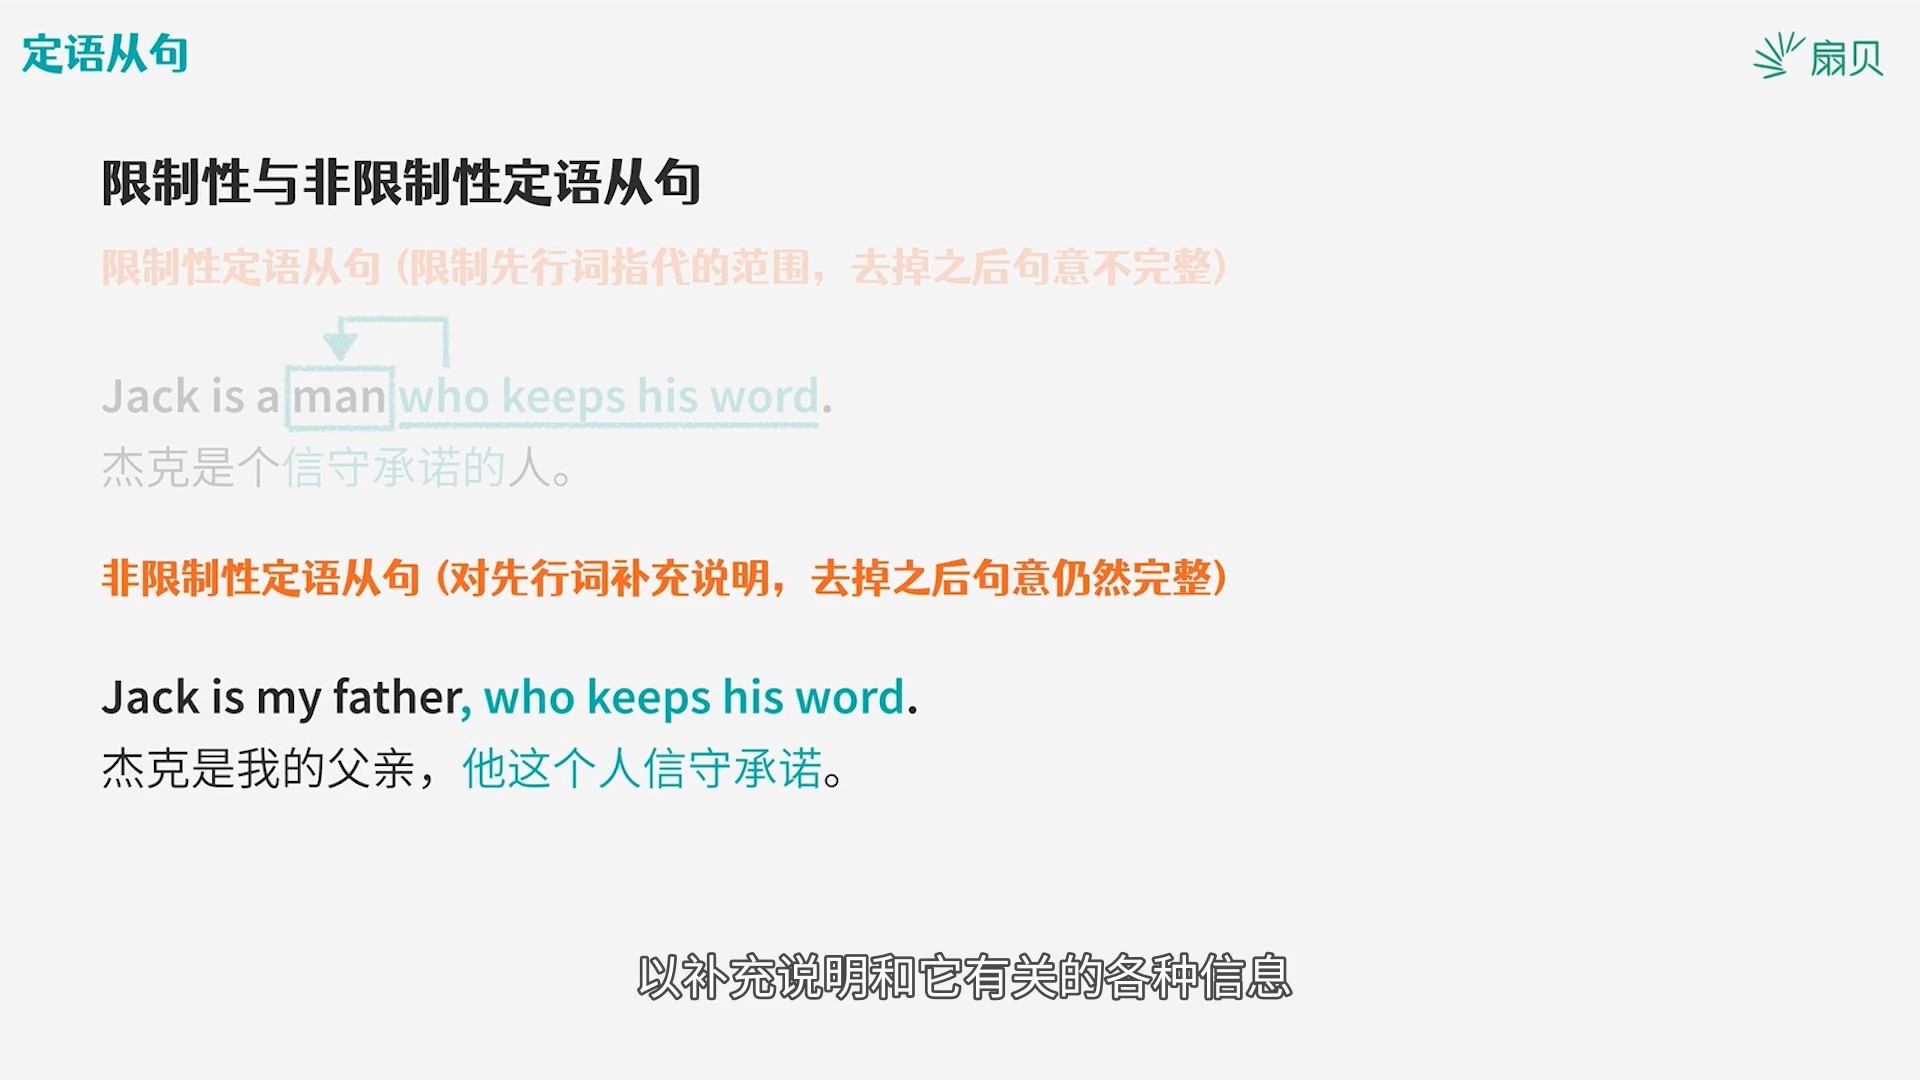 定语从句
扇贝
限制性与非限制性定语从句
限制性定语从句 (限制先行词指代的范围，去掉之后句意不完整)
Jack is a man who keeps his word.
杰克是个信守承诺的人。
非限制性定语从句 (对先行词补充说明，去掉之后句意仍然完整)
Jack is my father, who keeps his word.
杰克是我的父亲，他这个人信守承诺。
以补充说明和它有关的各种信息